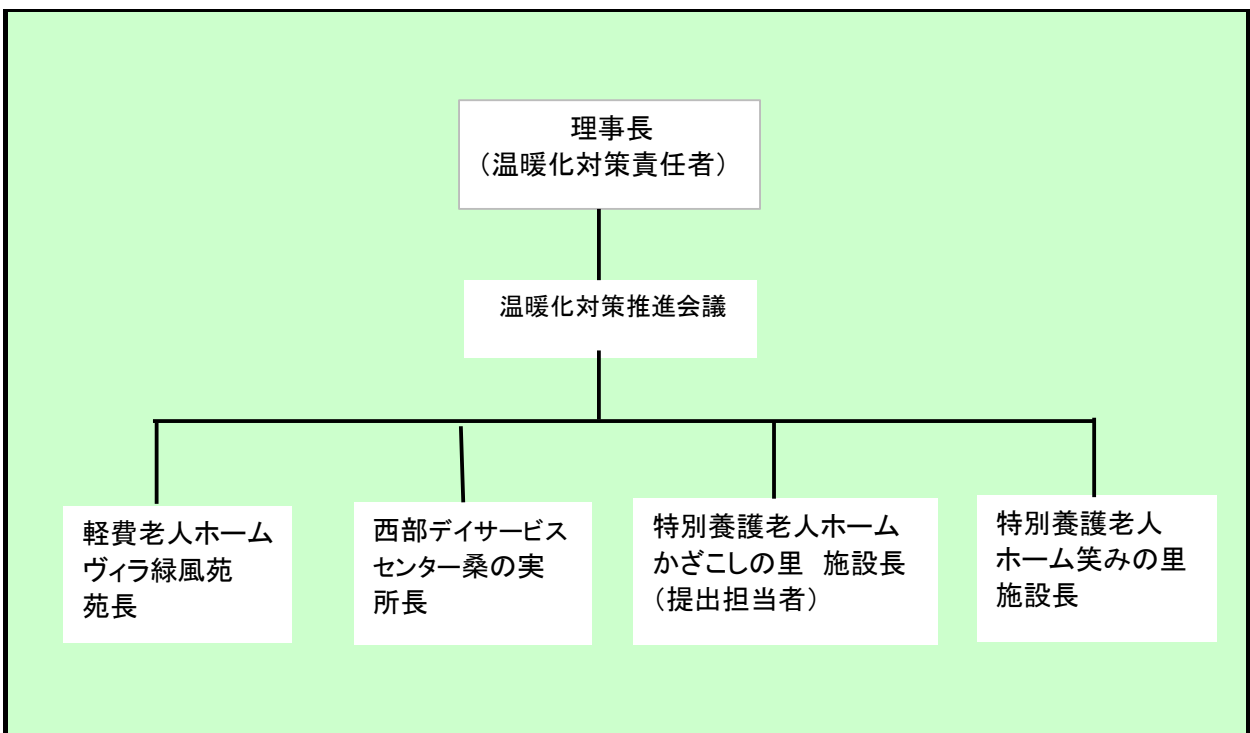 理事長
（温暖化対策責任者）
温暖化対策推進会議
軽費老人ホーム
ヴィラ緑風苑
苑長
西部デイサービス
センター桑の実
所長
特別養護老人ホーム
かざこしの里　施設長
（提出担当者）
特別養護老人
ホーム笑みの里
施設長